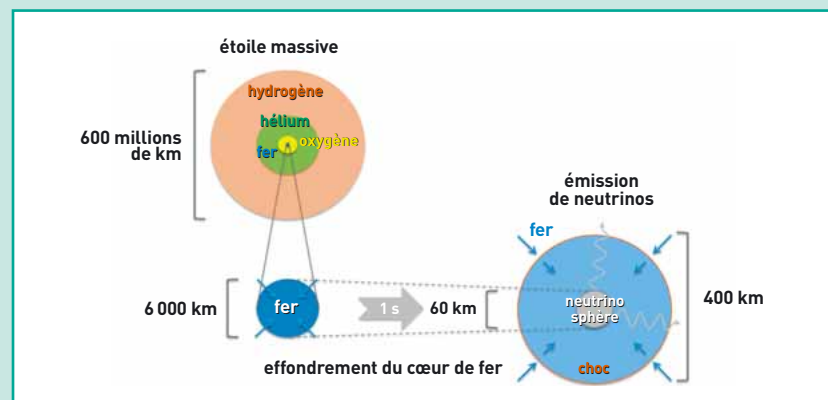 étoile massive
hydrogène
hélium
oxygène
fer
600 millions
de km
émission
de neutrinos
fer
6 000 km
fer
1 s
60 km
neutrino
sphère
400 km
choc
effondrement du cœur de fer